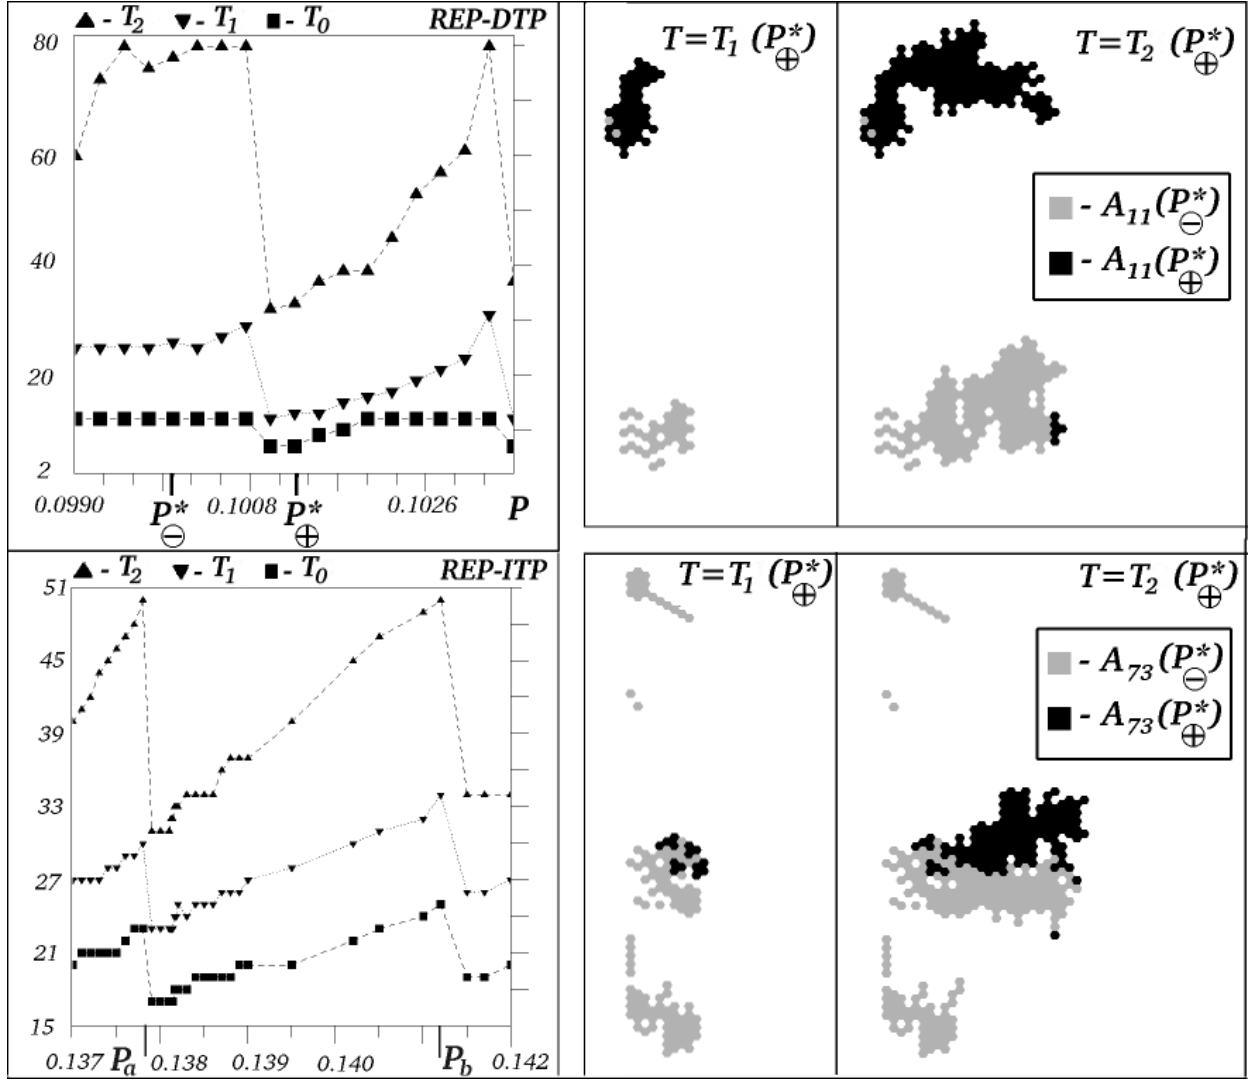 ▲ - T₂ ▼ - T₁ ■ - T₀ REP-DTP
80
60
40
20
2
0.0990 0.1008 0.1026 P
P*⊖ P*⊕
T=T₁ (P*⊕)
T=T₂ (P*⊕)
- A₁₁(P*⊖)
- A₁₁(P*⊕)
▲ - T₂ ▼ - T₁ ■ - T₀ REP-ITP
51
45
39
33
27
21
15
0.137 Pₐ 0.138 0.139 0.140 P_b 0.142
T=T₁ (P*⊕)
T=T₂ (P*⊕)
- A₇₃(P*⊖)
- A₇₃(P*⊕)